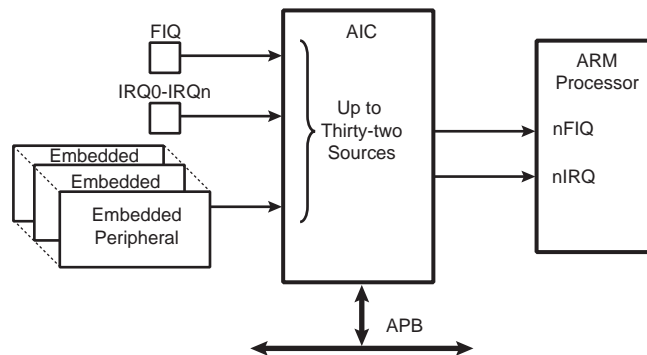 FIQ
IRQ0-IRQn
Embedded
Embedded
Embedded
Peripheral
AIC
Up to
Thirty-two
Sources
APB
ARM
Processor
nFIQ
nIRQ